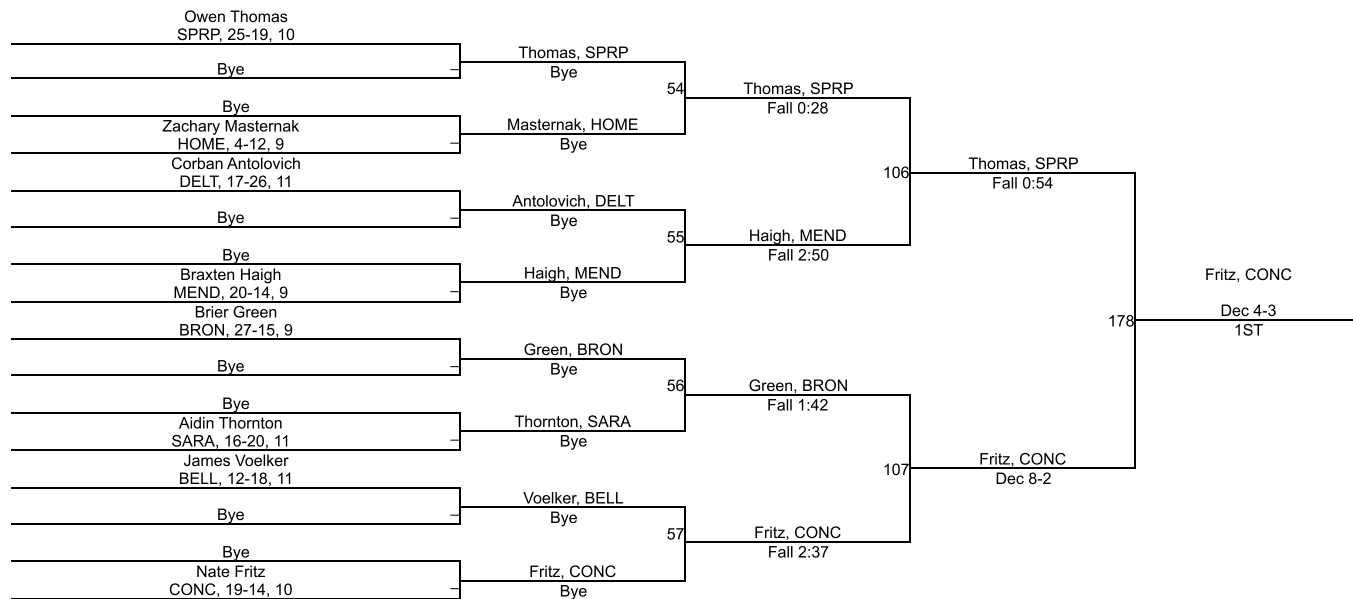 Owen Thomas
SPRP, 25-19, 10
Bye
Bye
Zachary Masternak
HOME, 4-12, 9
Corban Antolovich
DELT, 17-26, 11
Bye
Bye
Braxten Haigh
MEND, 20-14, 9
Brier Green
BRON, 27-15, 9
Bye
Bye
Aidin Thornton
SARA, 16-20, 11
James Voelker
BELL, 12-18, 11
Bye
Bye
Nate Fritz
CONC, 19-14, 10
Thomas, SPRP
Bye
54
Masternak, HOME
Bye
Antolovich, DELT
Bye
55
Haigh, MEND
Bye
Green, BRON
Bye
56
Thornton, SARA
Bye
Voelker, BELL
Bye
57
Fritz, CONC
Bye
Thomas, SPRP
Fall 0:28
106
Haigh, MEND
Fall 2:50
Green, BRON
Fall 1:42
107
Fritz, CONC
Fall 2:37
Thomas, SPRP
Fall 0:54
178
Fritz, CONC
Dec 8-2
Fritz, CONC
Dec 4-3
1ST